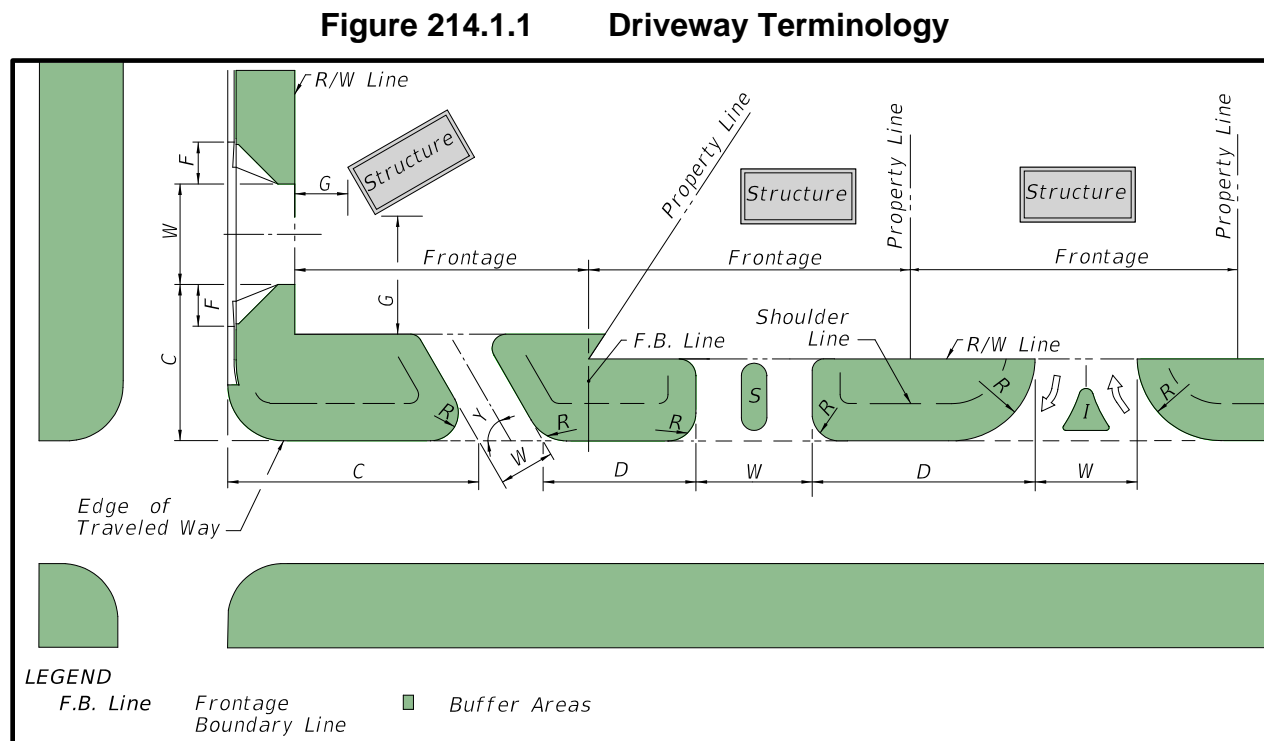 Figure 214.1.1 Driveway Terminology
R/W Line
Structure
Property Line
Structure
Property Line
Structure
Property Line
F
G
W
Frontage
Frontage
Frontage
F
G
Shoulder
Line
F.B. Line
R/W Line
C
S
R
I
R
R
Y
R
R
R
W
C
D
W
D
W
Edge of
Traveled Way
LEGEND
F.B. Line Frontage
Boundary Line
Buffer Areas